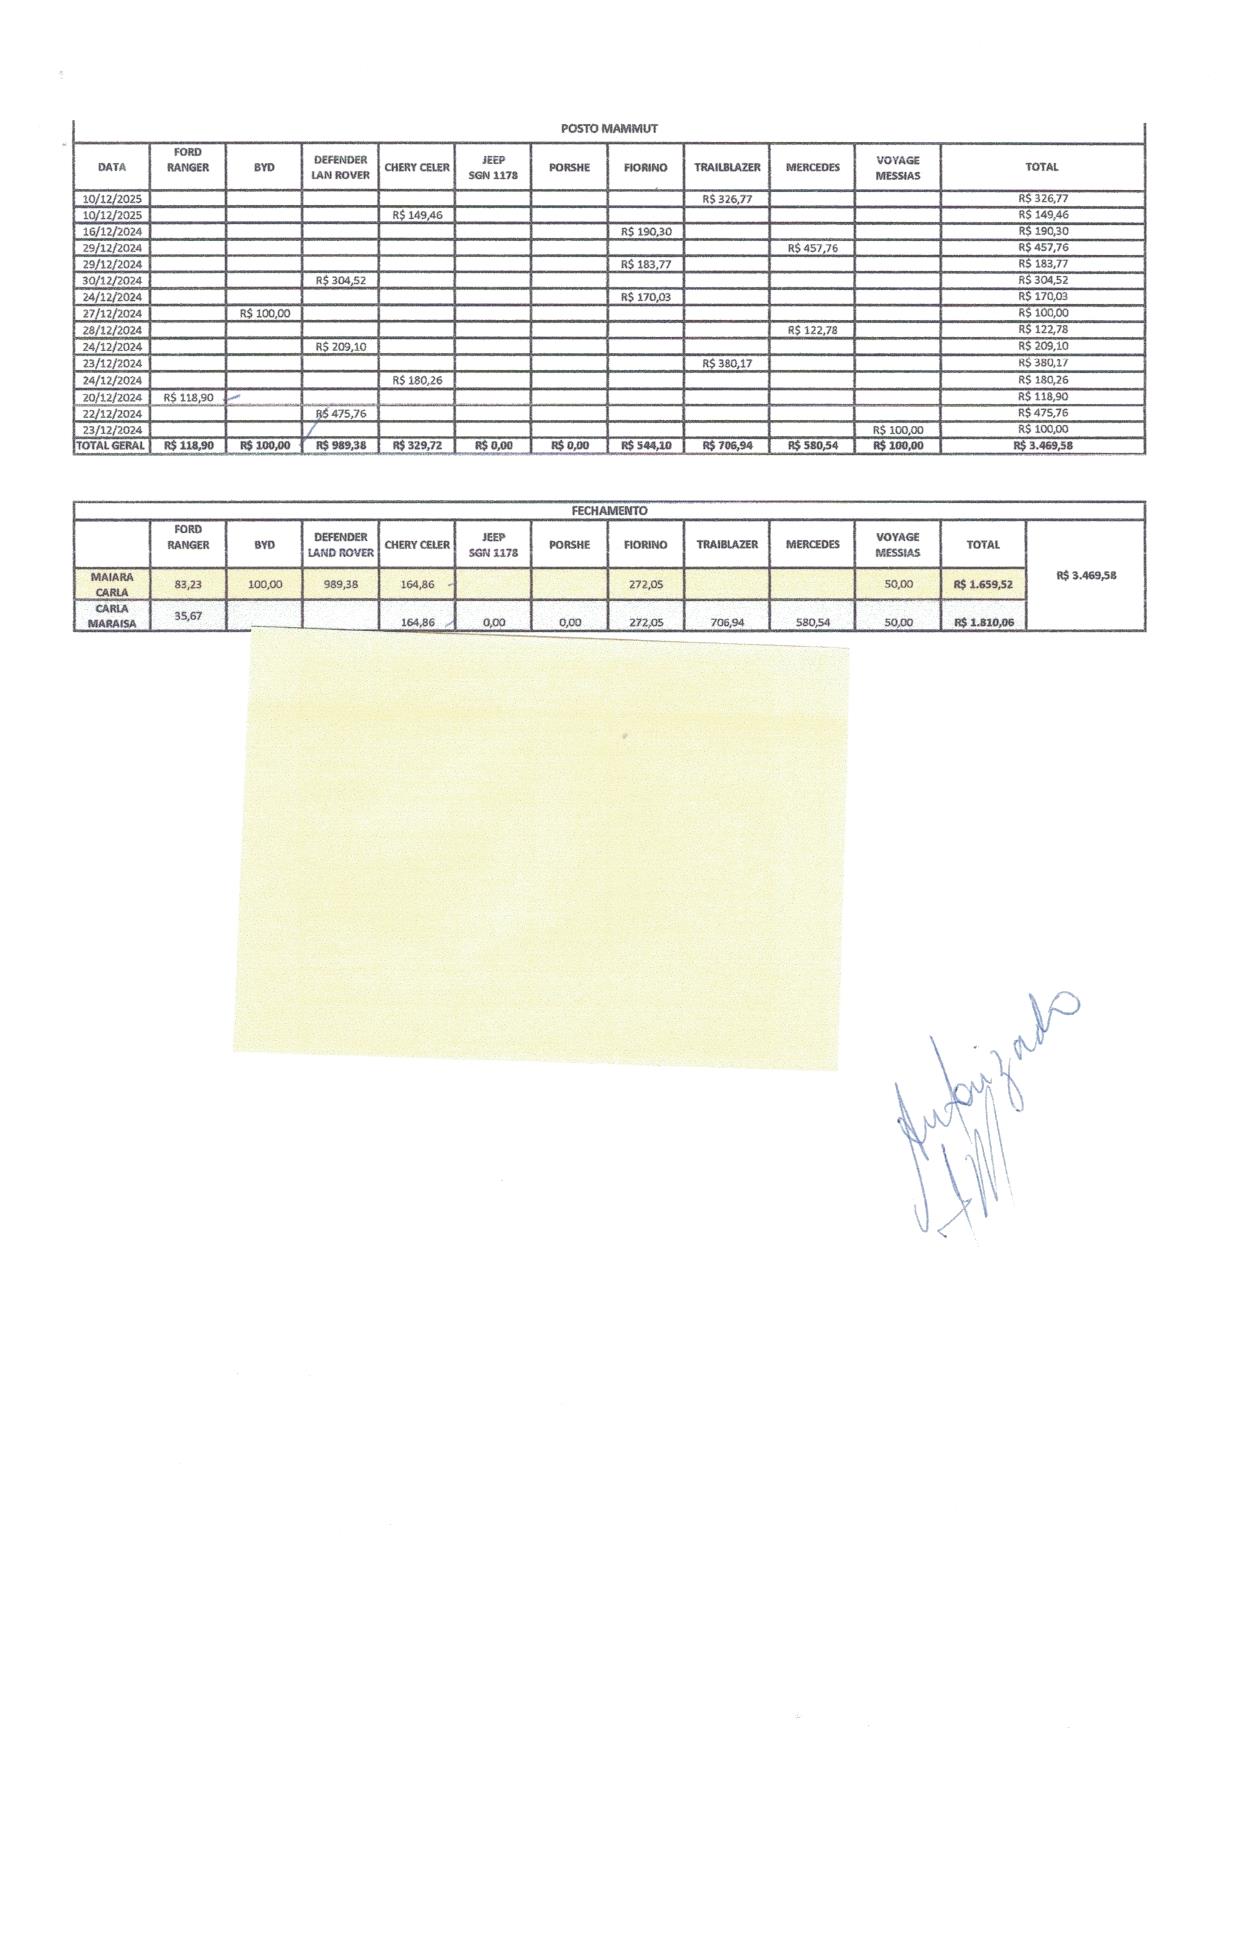 POSTO MAMMUT
DATA FORD RANGER BYD DEFENDER LAN ROVER CHERY CELER JEEP SGN 1178 PORSHE FIORINO TRAILBLAZER MERCEDES VOYAGE MESSIAS TOTAL
10/12/2025 R$ 326,77 R$ 326,77
10/12/2025 R$ 149,46 R$ 149,46
16/12/2024 R$ 190,30 R$ 190,30
29/12/2024 R$ 457,76 R$ 457,76
29/12/2024 R$ 183,77 R$ 183,77
30/12/2024 R$ 304,52 R$ 304,52
24/12/2024 R$ 170,03 R$ 170,03
27/12/2024 R$ 100,00 R$ 100,00
28/12/2024 R$ 122,78 R$ 122,78
24/12/2024 R$ 209,10 R$ 209,10
23/12/2024 R$ 380,17 R$ 380,17
24/12/2024 R$ 180,26 R$ 180,26
20/12/2024 R$ 118,90 R$ 118,90
22/12/2024 R$ 475,76 R$ 475,76
23/12/2024 R$ 100,00 R$ 100,00
TOTAL GERAL R$ 118,90 R$ 100,00 R$ 989,38 R$ 329,72 R$ 0,00 R$ 0,00 R$ 544,10 R$ 706,94 R$ 580,54 R$ 100,00 R$ 3.469,58
FECHAMENTO
FORD RANGER BYD DEFENDER LAND ROVER CHERY CELER JEEP SGN 1178 PORSHE FIORINO TRAIBLAZER MERCEDES VOYAGE MESSIAS TOTAL R$ 3.469,58
MAIARA CARLA 83,23 100,00 989,38 164,86 272,05 50,00 R$ 1.659,52
CARLA MARAISA 35,67 164,86 0,00 0,00 272,05 706,94 580,54 50,00 R$ 1.810,06
Autorizado